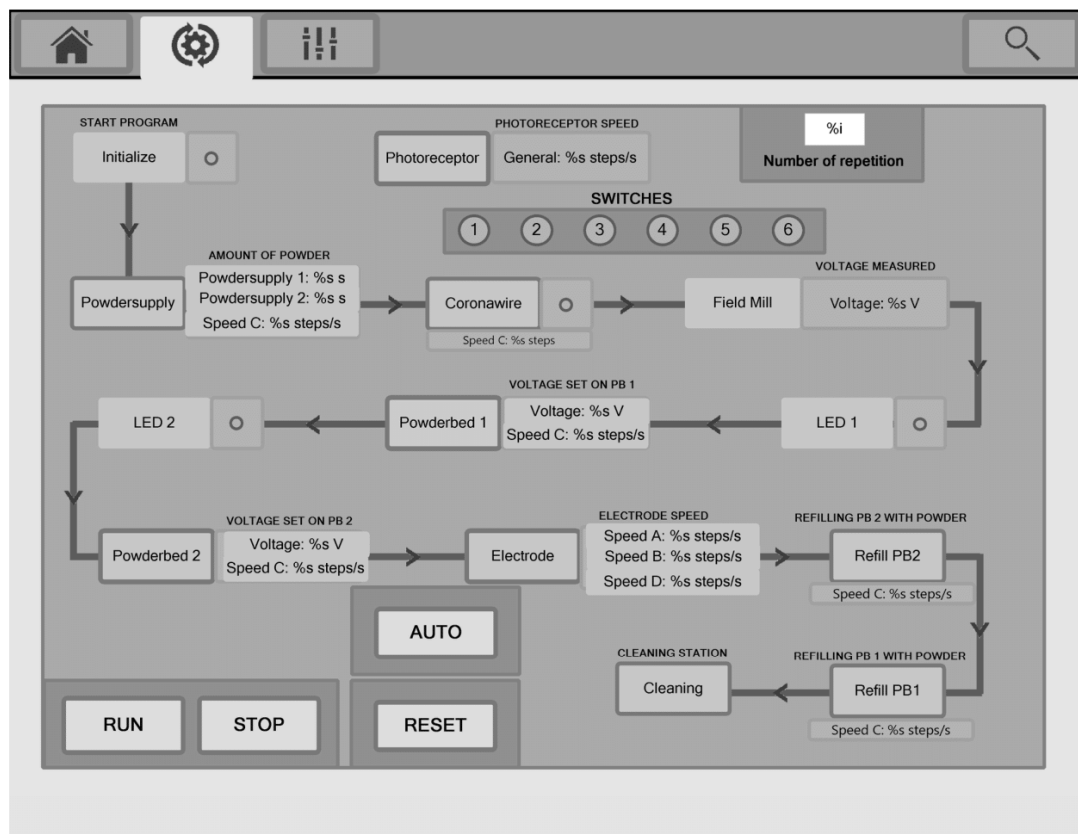 START PROGRAM
Initialize
PHOTORECEPTOR SPEED
Photoreceptor
General: %s steps/s
%i
Number of repetition
SWITCHES
1 2 3 4 5 6
AMOUNT OF POWDER
Powdersupply
Powdersupply 1: %s s
Powdersupply 2: %s s
Speed C: %s steps/s
Coronawire
Speed C: %s steps
VOLTAGE MEASURED
Field Mill
Voltage: %s V
LED 2
VOLTAGE SET ON PB 1
Powderbed 1
Voltage: %s V
Speed C: %s steps/s
LED 1
VOLTAGE SET ON PB 2
Powderbed 2
Voltage: %s V
Speed C: %s steps/s
ELECTRODE SPEED
Electrode
Speed A: %s steps/s
Speed B: %s steps/s
Speed D: %s steps/s
REFILLING PB 2 WITH POWDER
Refill PB2
Speed C: %s steps/s
AUTO
CLEANING STATION
Cleaning
REFILLING PB 1 WITH POWDER
Refill PB1
Speed C: %s steps/s
RUN
STOP
RESET